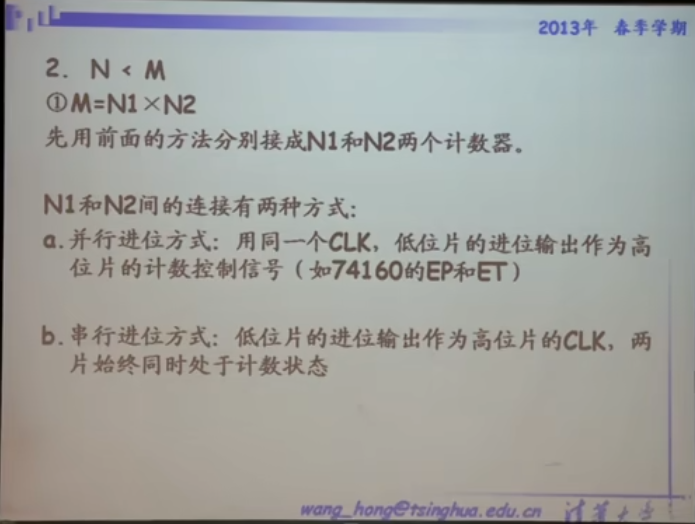 2013年 春季学期
2. N < M
①M=N1×N2
先用前面的方法分别接成N1和N2两个计数器。
N1和N2间的连接有两种方式:
a.并行进位方式: 用同一个CLK, 低位片的进位输出作为高
位片的计数控制信号 (如74160的EP和ET)
b.串行进位方式: 低位片的进位输出作为高位片的CLK, 两
片始终同时处于计数状态
wang_hong@tsinghua.edu.cn 清华大学